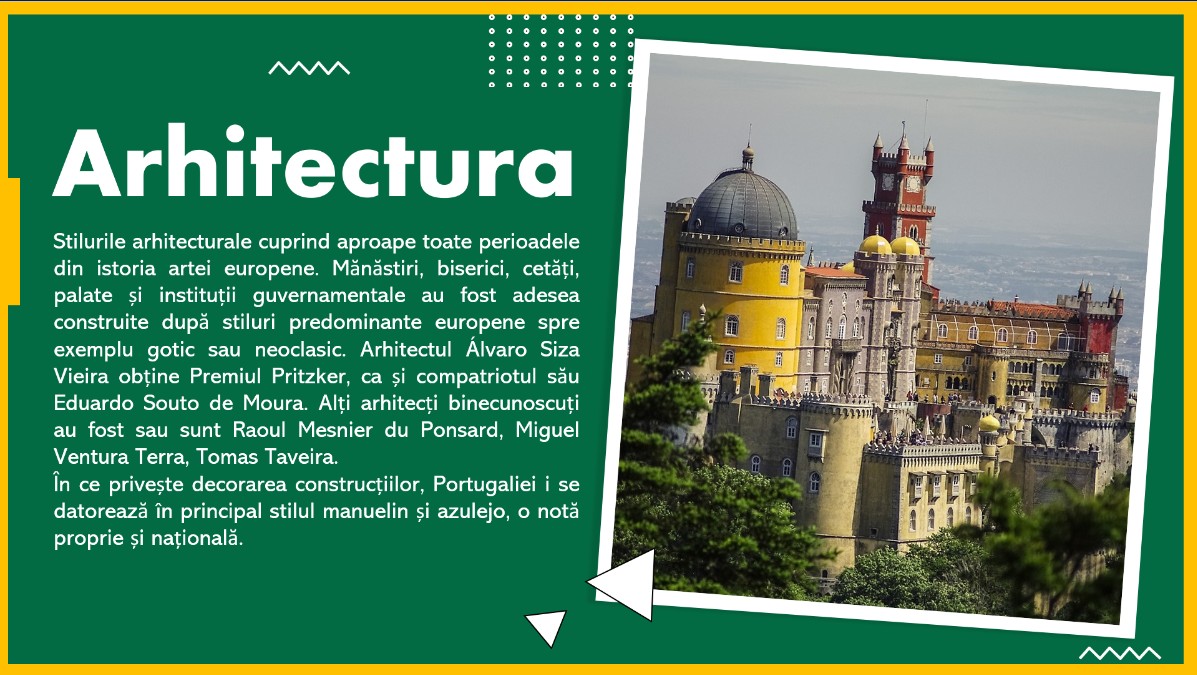 Arhitectura
Stilurile arhitecturale cuprind aproape toate perioadele
din istoria artei europene. Mănăstiri, biserici, cetăți,
palate și instituții guvernamentale au fost adesea
construite după stiluri predominante europene spre
exemplu gotic sau neoclasic. Arhitectul Álvaro Siza
Vieira obține Premiul Pritzker, ca și compatriotul său
Eduardo Souto de Moura. Alți arhitecți binecunoscuți
au fost sau sunt Raoul Mesnier du Ponsard, Miguel
Ventura Terra, Tomas Taveira.
În ce privește decorarea construcțiilor, Portugaliei i se
datorează în principal stilul manuelin și azulejo, o notă
proprie și națională.